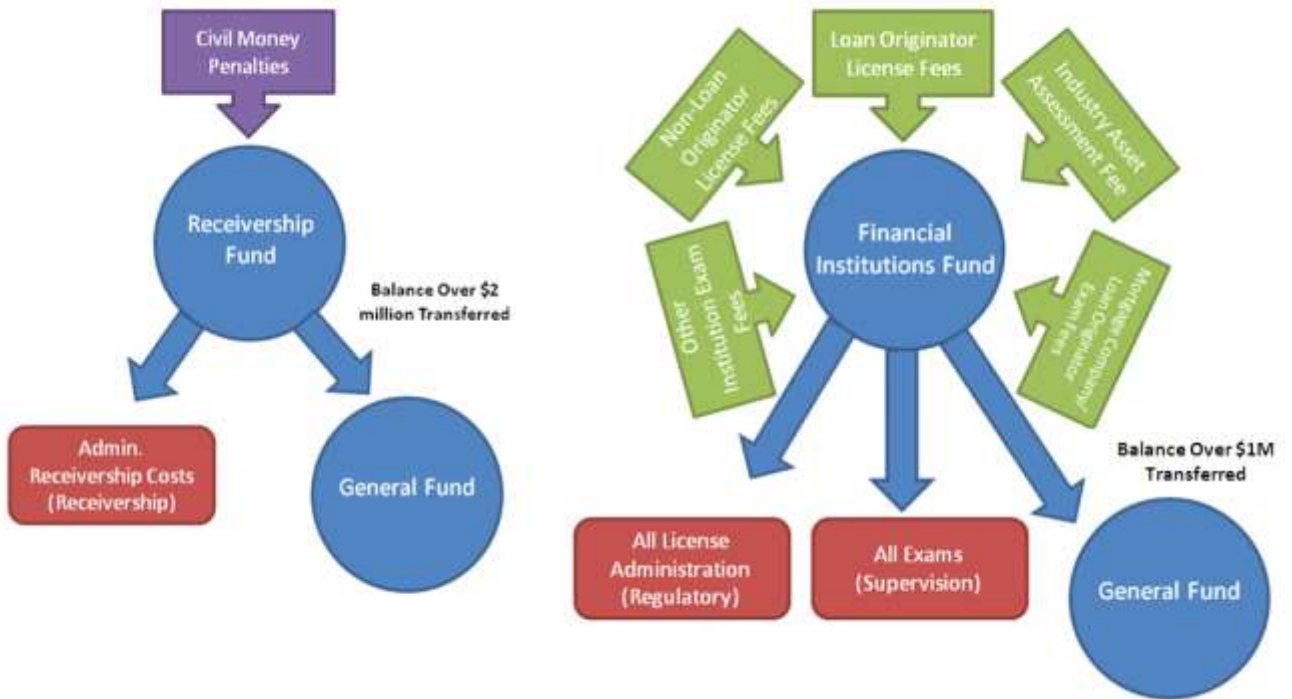 Civil Money
Penalties
Receivership
Fund
Balance Over $2
million Transferred
Admin.
Receivership Costs
(Receivership)
General Fund
Loan Originator
License Fees
Non-Loan
Originator
License Fees
Industry Asset
Assessment Fee
Other
Institution Exam
Fees
Mortgage Company/
Loan Originator
Exam Fees
Financial
Institutions Fund
Balance Over $1M
Transferred
All License
Administration
(Regulatory)
All Exams
(Supervision)
General Fund